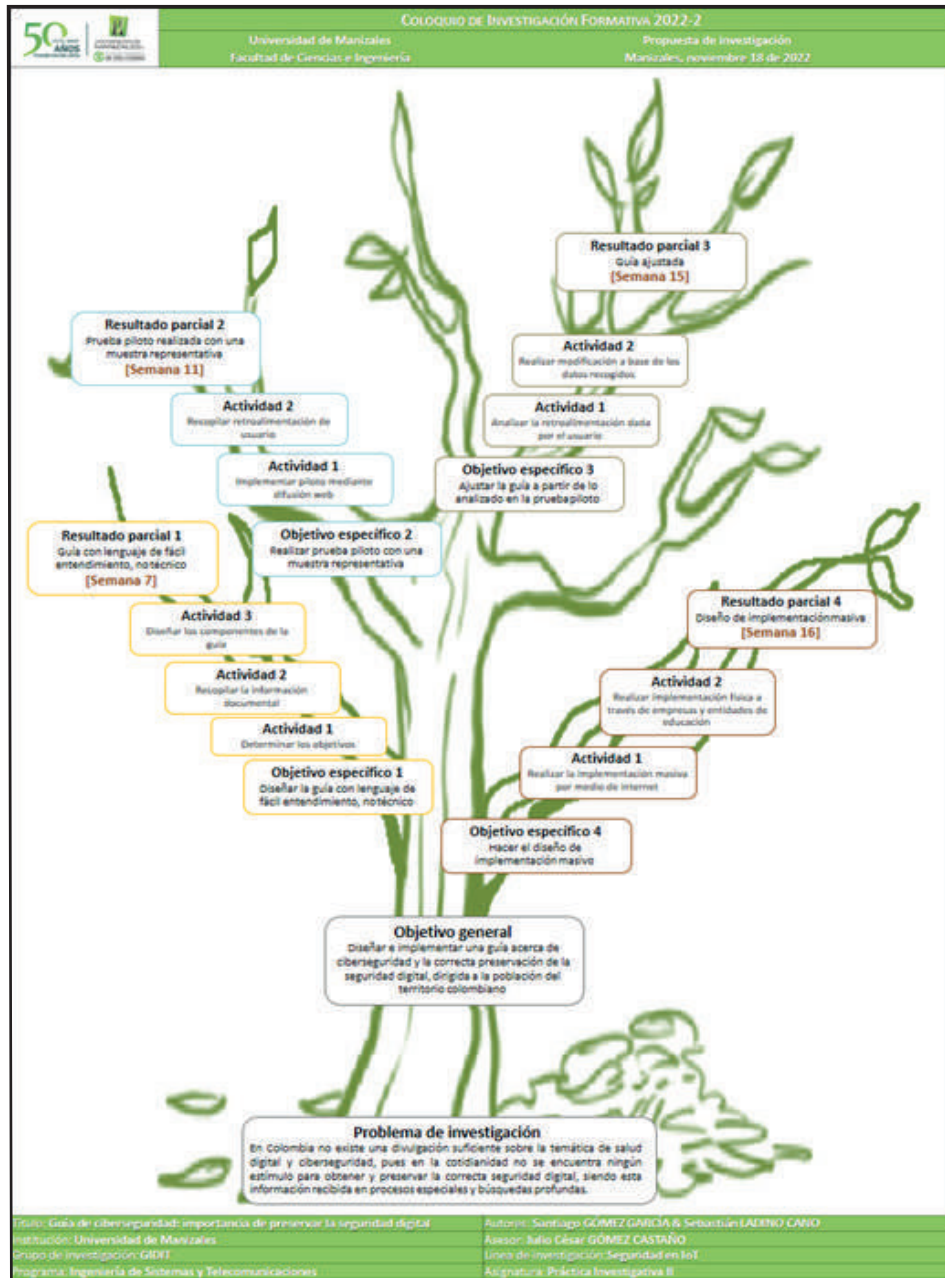 COLOQUIO DE INVESTIGACIÓN FORMATIVA 2022-2
50 AÑOS
Universidad de Manizales
Facultad de Ciencias e Ingeniería
Propuesta de investigación
Manizales, noviembre 18 de 2022
Resultado parcial 3
Guía ajustada
[Semana 15]
Resultado parcial 2
Prueba piloto realizada con una
muestra representativa
[Semana 11]
Actividad 2
Realizar modificación a base de los
datos recogidos
Actividad 2
Recopilar retroalimentación de
usuario
Actividad 1
Analizar la retroalimentación dada
por el usuario
Actividad 1
Implementar piloto mediante
difusión web
Objetivo específico 3
Ajustar la guía a partir de lo
analizado en la prueba piloto
Objetivo específico 2
Realizar prueba piloto con una
muestra representativa
Resultado parcial 1
Guía con lenguaje de fácil
entendimiento, no técnico
[Semana 7]
Actividad 3
Diseñar los componentes de la
guía
Actividad 2
Recopilar la información
documental
Actividad 1
Determinar los objetivos
Objetivo específico 1
Diseñar la guía con lenguaje de
fácil entendimiento, no técnico
Resultado parcial 4
Diseño de implementación masiva
[Semana 16]
Actividad 2
Realizar implementación física a
través de empresas y entidades de
educación
Actividad 1
Realizar la implementación masiva
por medio de internet
Objetivo específico 4
Hacer el diseño de
implementación masivo
Objetivo general
Diseñar e implementar una guía acerca de
ciberseguridad y la correcta preservación de la
seguridad digital, dirigida a la población del
territorio colombiano
Problema de investigación
En Colombia no existe una divulgación suficiente sobre la temática de salud
digital y ciberseguridad, pues en la cotidianidad no se encuentra ningún
estímulo para obtener y preservar la correcta seguridad digital, siendo esta
información recibida en procesos especiales y búsquedas profundas.
Título: Guía de ciberseguridad: importancia de preservar la seguridad digital
Institución: Universidad de Manizales
Grupo de investigación: GIDIT
Programa: Ingeniería de Sistemas y Telecomunicaciones
Autores: Santiago GÓMEZ GARCÍA & Sebastián LADINO CANO
Asesor: Julio César GÓMEZ CASTAÑO
Línea de investigación: Seguridad en IoT
Asignatura: Práctica Investigativa II